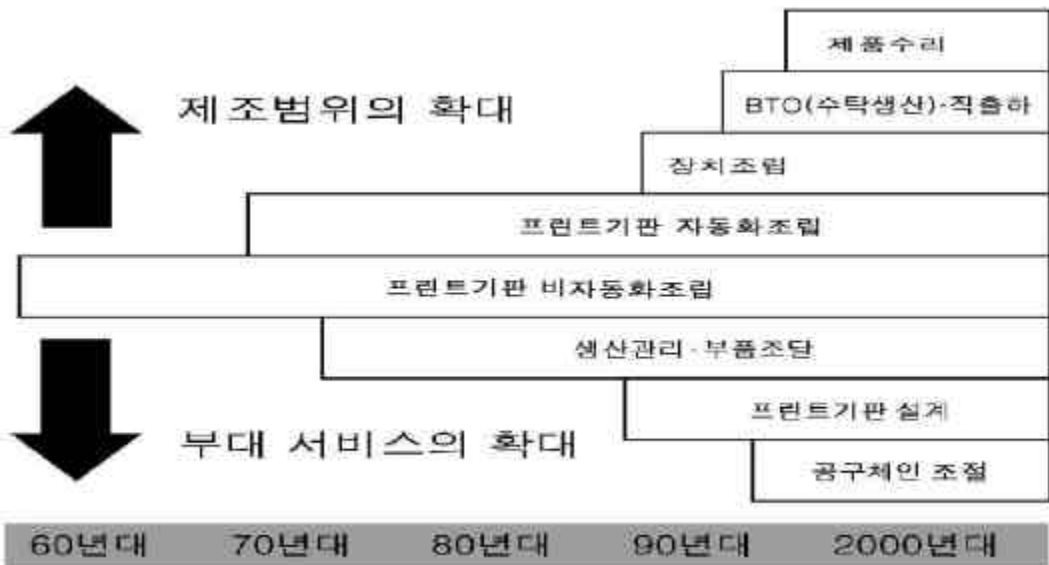 제품수리
제조범위의 확대
BTO(수탁생산)-직출하
장치조립
프린트기판 자동화조립
프린트기판 비자동화조립
생산관리·부품조달
프린트기판 설계
부대 서비스의 확대
공구체인 조절
60년대 70년대 80년대 90년대 2000년대